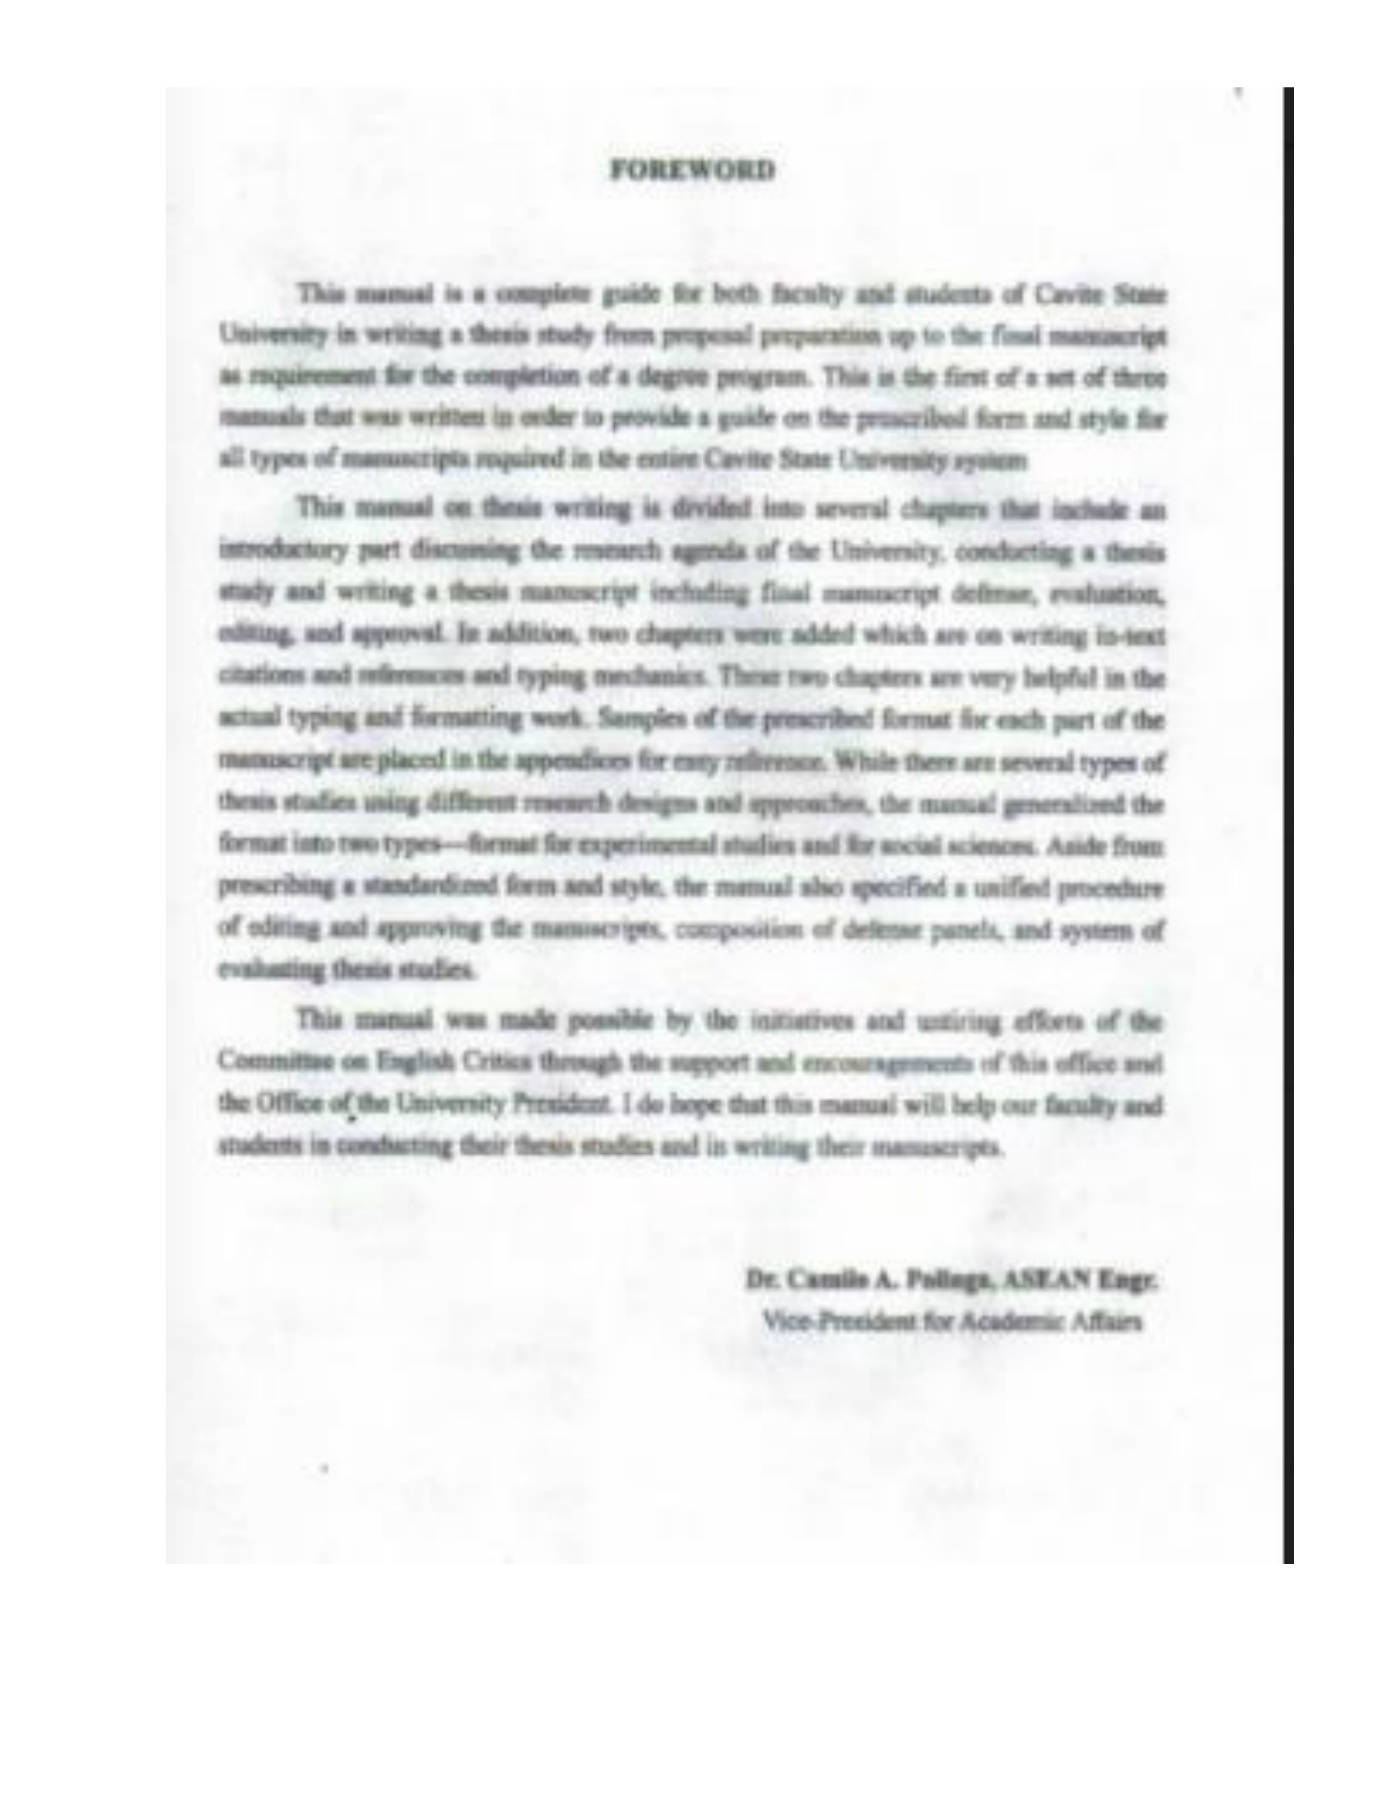 FOREWORD
This manual is a complete guide for both faculty and students of Cavite State
University in writing a thesis study from proposal preparation up to the final manuscript
as requirement for the completion of a degree program. This is the first of a set of three
manuals that was written in order to provide a guide on the prescribed form and style for
all types of manuscripts required in the entire Cavite State University system
This manual on thesis writing is divided into several chapters that include an
introductory part discussing the research agenda of the University, conducting a thesis
study and writing a thesis manuscript including final manuscript defense, evaluation,
editing, and approval. In addition, two chapters were added which are on writing in-text
citations and references and typing mechanics. These two chapters are very helpful in the
actual typing and formatting work. Samples of the prescribed format for each part of the
manuscript are placed in the appendices for easy reference. While there are several types of
thesis studies using different research designs and approaches, the manual generalized the
format into two types—format for experimental studies and for social sciences. Aside from
prescribing a standardized form and style, the manual also specified a unified procedure
of editing and approving the manuscripts, composition of defense panels, and system of
evaluating thesis studies.
This manual was made possible by the initiatives and untiring efforts of the
Committee on English Critics through the support and encouragements of this office and
the Office of the University President. I do hope that this manual will help our faculty and
students in conducting their thesis studies and in writing their manuscripts.
Dr. Camilo A. Polinga, ASEAN Engr.
Vice-President for Academic Affairs